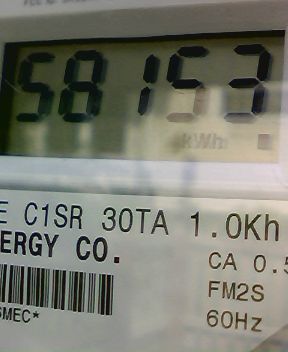 58153
kWh
E C1SR 30TA 1.0Kh
ERGY CO.
CA 0.5
FM2S
SMEC*
60Hz